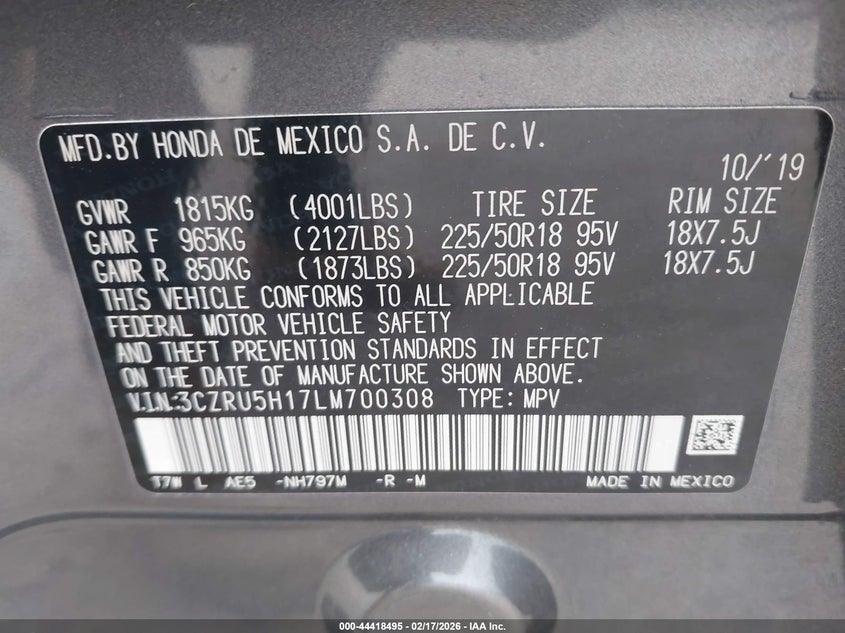 MFD.BY HONDA DE MEXICO S.A. DE C.V.
10/'19
GVWR 1815KG (4001LBS) TIRE SIZE RIM SIZE
GAWR F 965KG (2127LBS) 225/50R18 95V 18X7.5J
GAWR R 850KG (1873LBS) 225/50R18 95V 18X7.5J
THIS VEHICLE CONFORMS TO ALL APPLICABLE
FEDERAL MOTOR VEHICLE SAFETY
AND THEFT PREVENTION STANDARDS IN EFFECT
ON THE DATE OF MANUFACTURE SHOWN ABOVE.
V.I.N:3CZRU5H17LM700308 TYPE: MPV
T7W L AE5 -NH797M -R -M MADE IN MEXICO
000-44418495 - 02/17/2026 - IAA Inc.